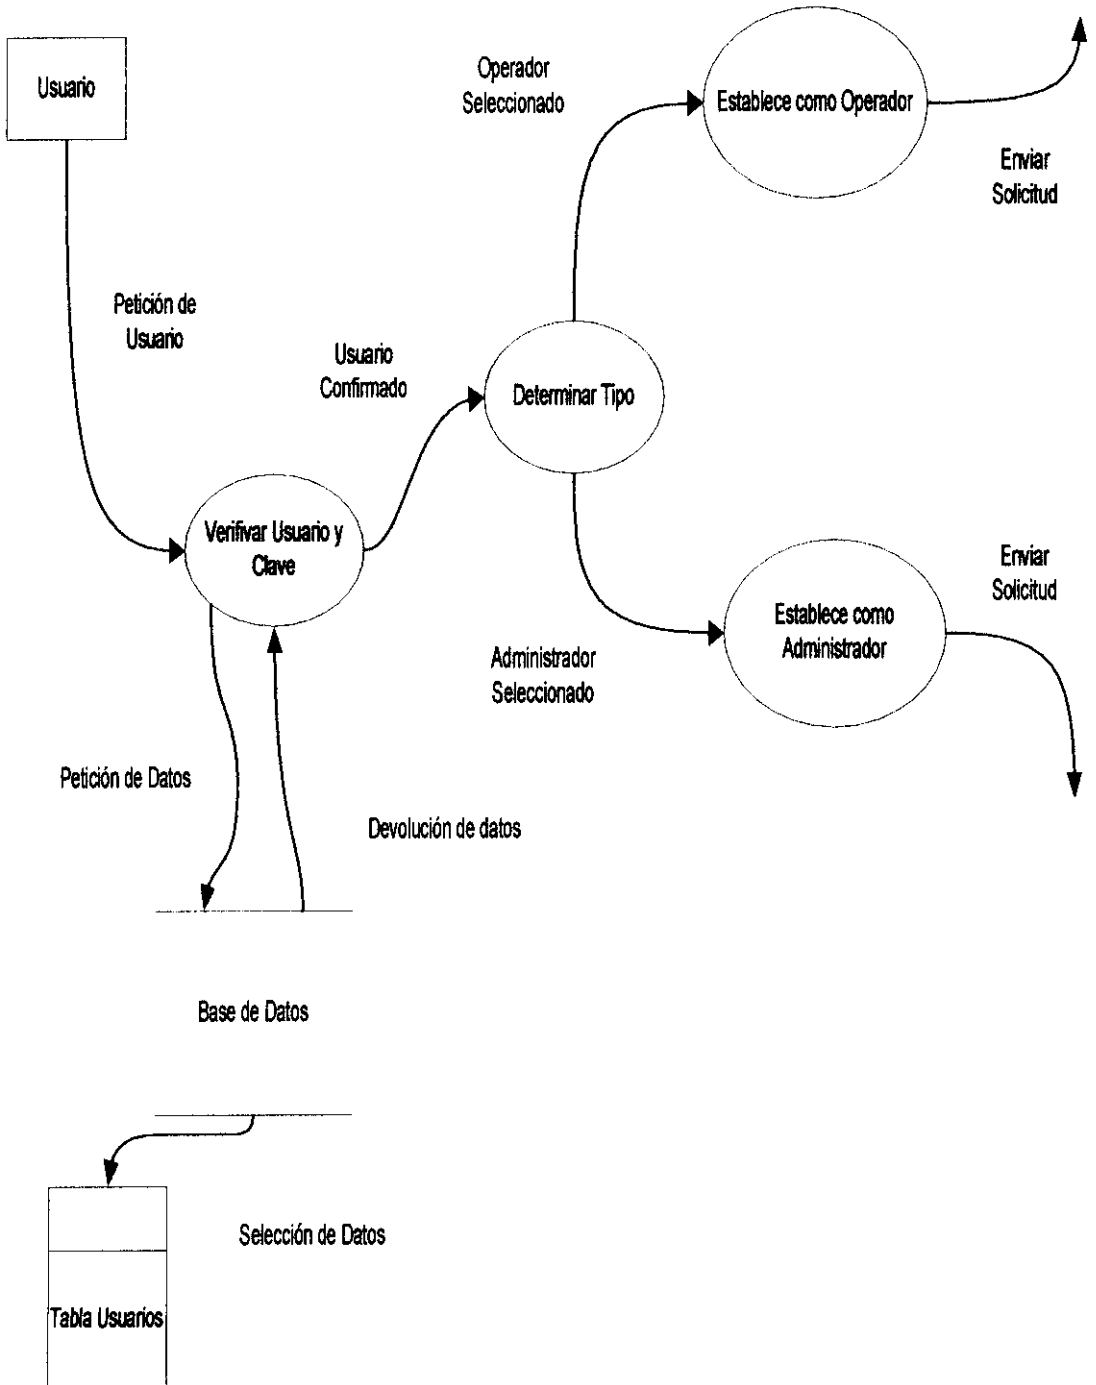 Usuario
Operador
Seleccionado
Establece como Operador
Enviar
Solicitud
Petición de
Usuario
Usuario
Confirmado
Determinar Tipo
Verifivar Usuario y
Clave
Enviar
Solicitud
Establece como
Administrador
Administrador
Seleccionado
Petición de Datos
Devolución de datos
Base de Datos
Selección de Datos
Tabla Usuarios